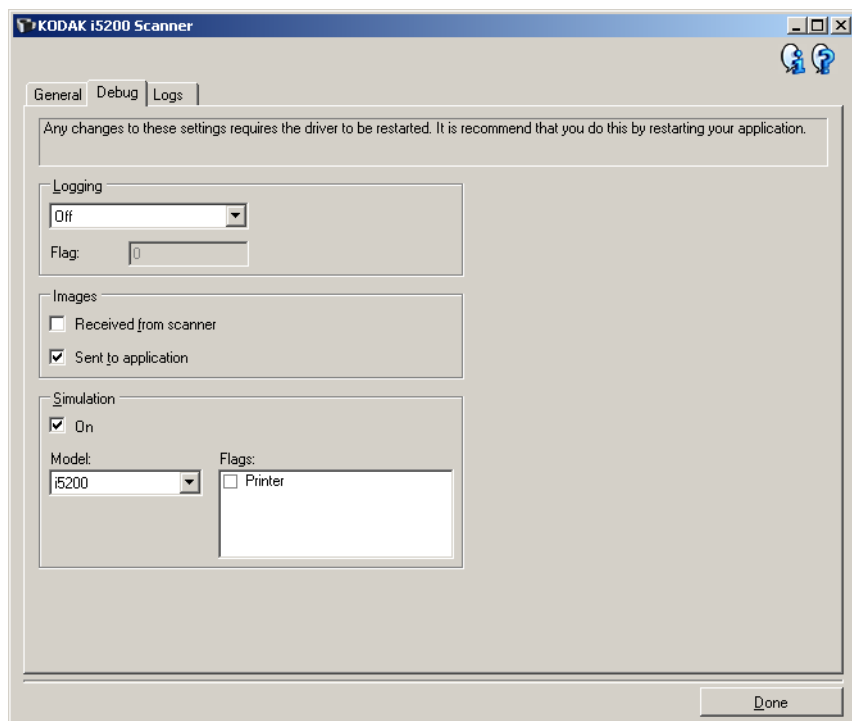 KODAK i5200 Scanner
General Debug Logs
Any changes to these settings requires the driver to be restarted. It is recommend that you do this by restarting your application.
Logging
Off
Flag: 0
Images
Received from scanner
Sent to application
Simulation
On
Model: Flags:
i5200 Printer
Done